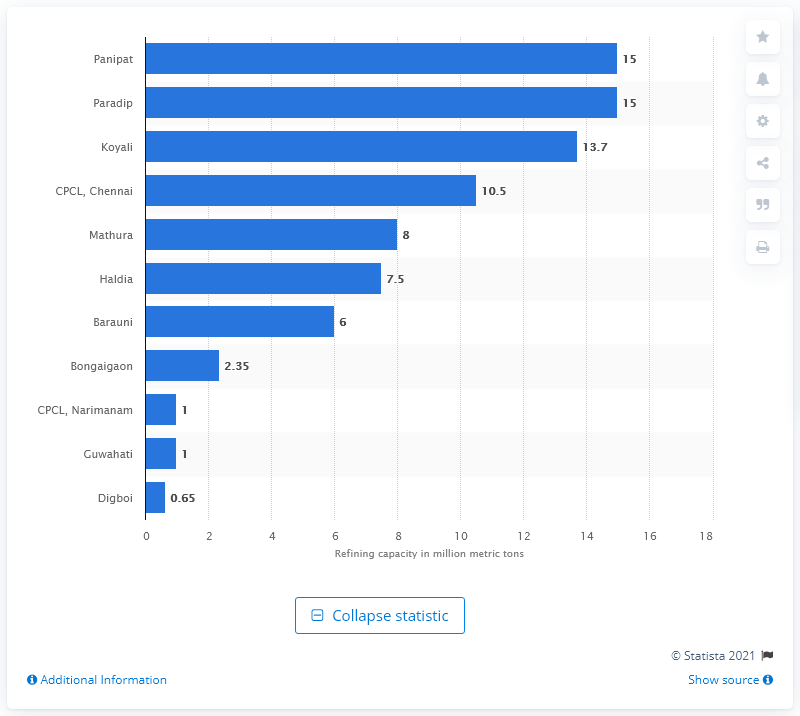 Panipat 15
Paradip 15
Koyali 13.7
CPCL, Chennai 10.5
Mathura 8
Haldia 7.5
Barauni 6
Bongaigaon 2.35
CPCL, Narimanam 1
Guwahati 1
Digboi 0.65
0 2 4 6 8 10 12 14 16 18
Refining capacity in million metric tons
Collapse statistic
© Statista 2021
Additional Information Show source